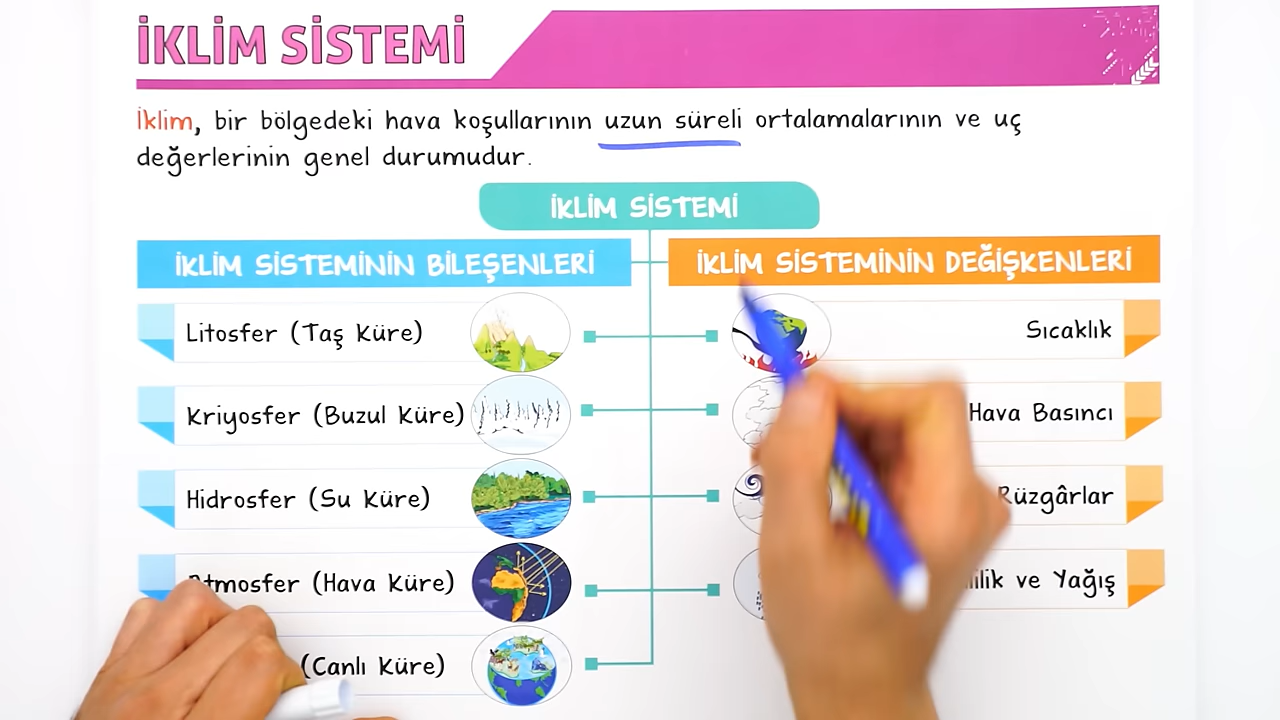 İKLİM SİSTEMİ
İklim, bir bölgedeki hava koşullarının uzun süreli ortalamalarının ve uç
değerlerinin genel durumudur.
İKLİM SİSTEMİ
İKLİM SİSTEMİNİN BİLEŞENLERİ
Litosfer (Taş Küre)
Kriyosfer (Buzul Küre)
Hidrosfer (Su Küre)
Atmosfer (Hava Küre)
(Canlı Küre)
İKLİM SİSTEMİNİN DEĞİŞKENLERİ
Sıcaklık
Hava Basıncı
Rüzgârlar
ve Yağış